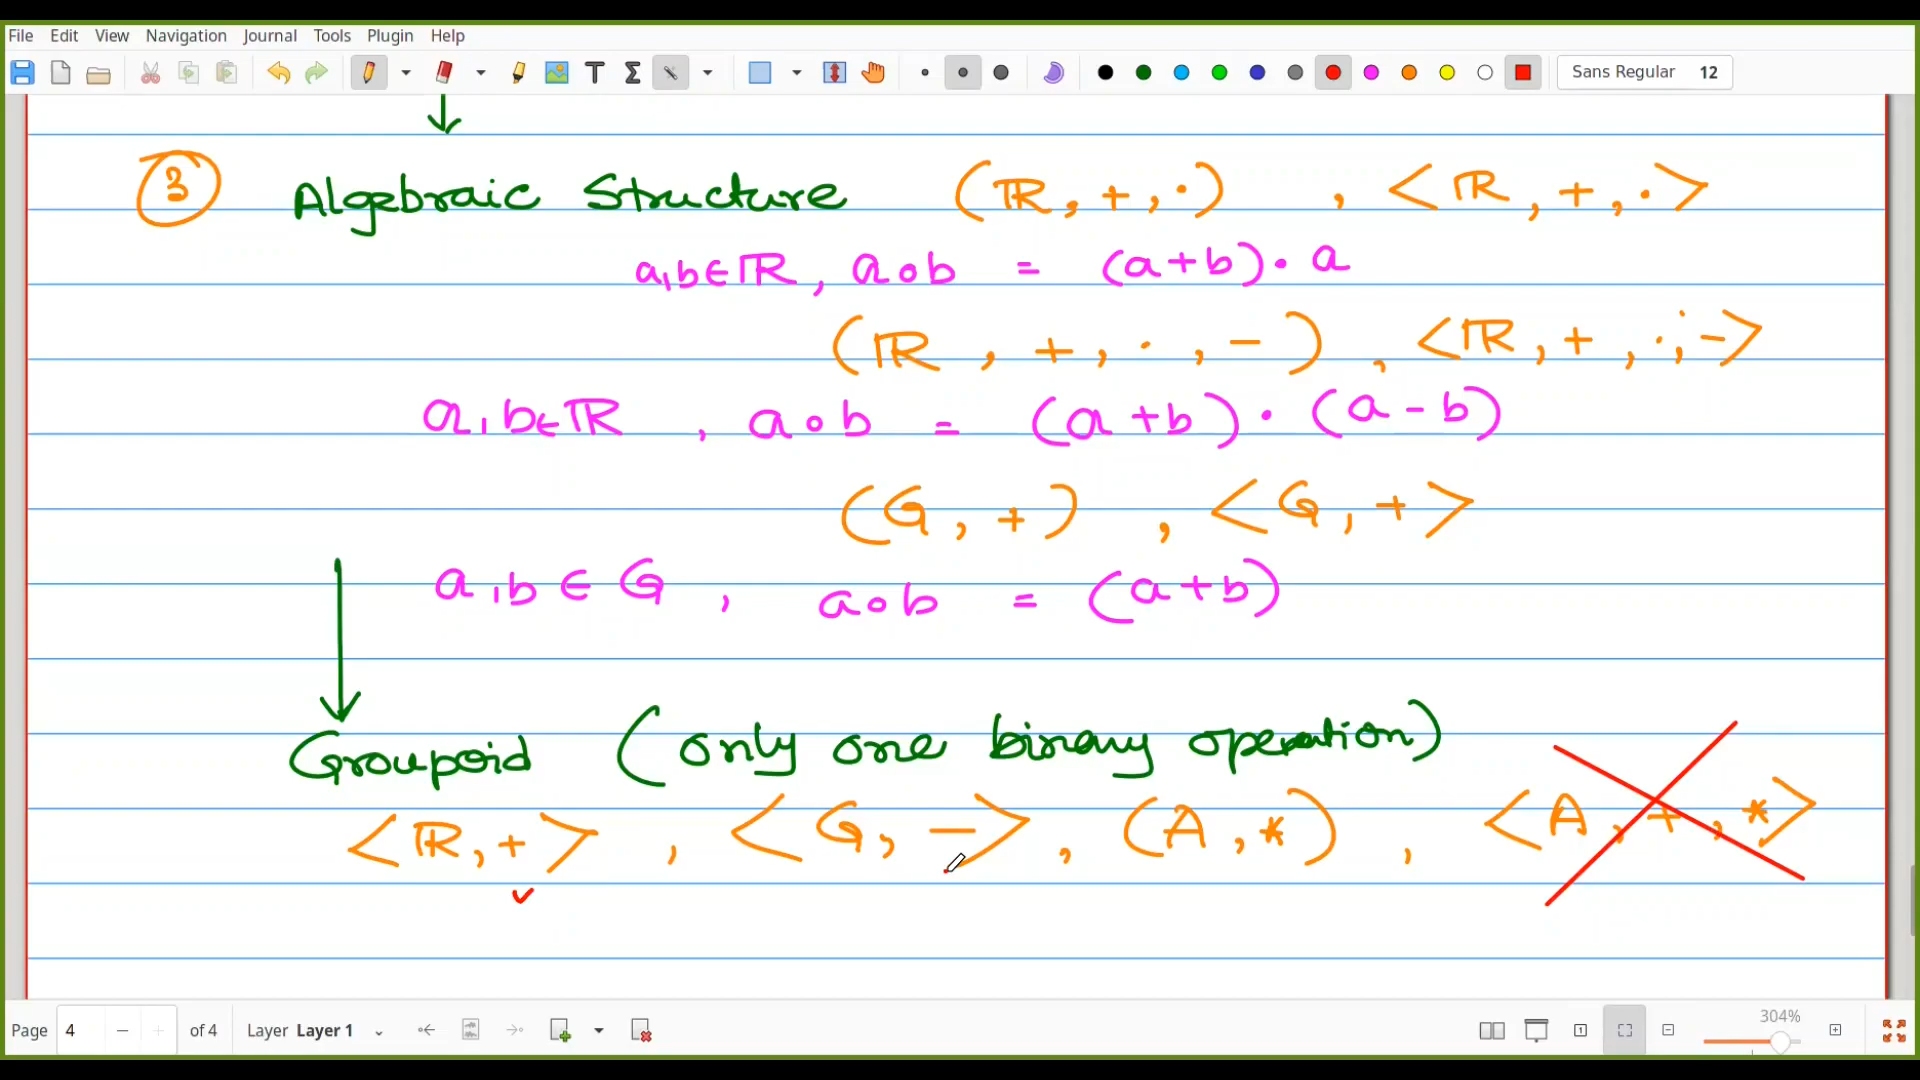 File Edit View Navigation Journal Tools Plugin Help
Sans Regular 12
3 Algebraic Structure (ℝ, +, ·) , <ℝ, +, ·>
a,b∈ℝ, a∘b = (a+b)·a
(ℝ, +, ·, -) , <ℝ, +, ·, ->
a,b∈ℝ , a∘b = (a+b)·(a-b)
(G, +) , <G, +>
a,b ∈ G , a∘b = (a+b)
Groupoid (only one binary operation)
<ℝ, +> , <G, -> , (A, *) , <A, +, *>
Page 4 of 4 Layer Layer 1 304%